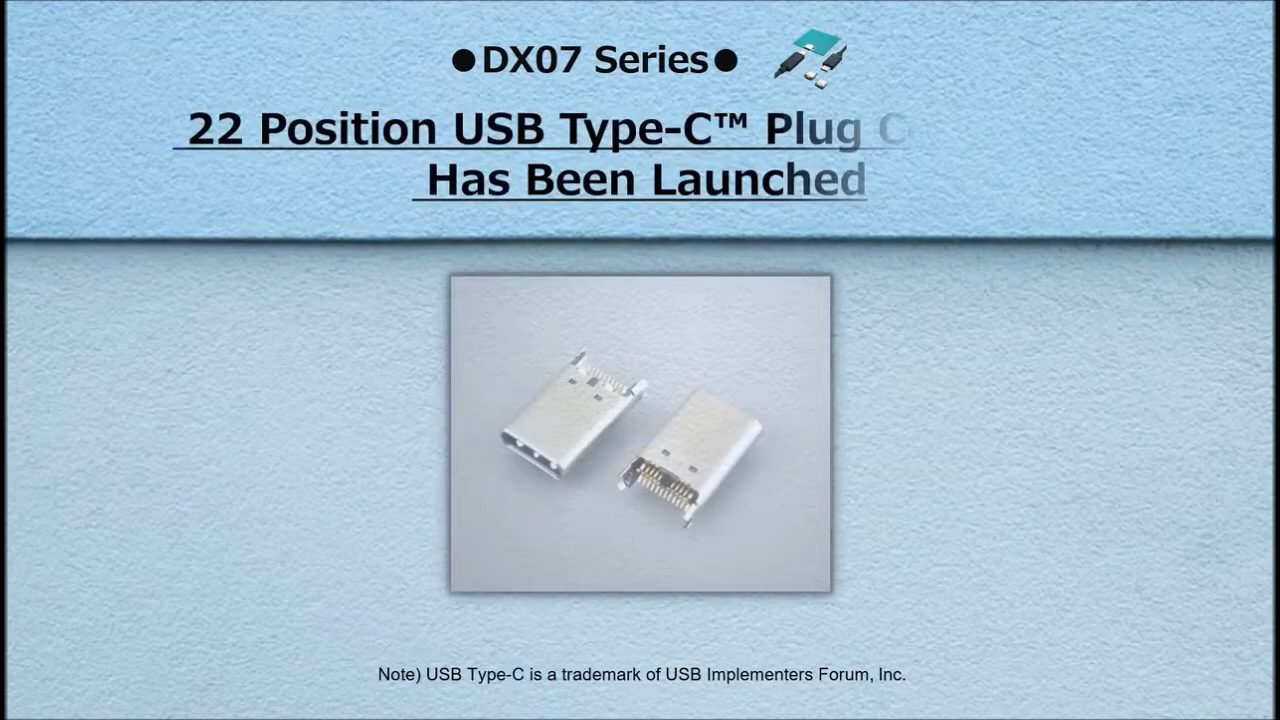 ●DX07 Series●
22 Position USB Type-C™ Plug
Has Been Launched
Note) USB Type-C is a trademark of USB Implementers Forum, Inc.